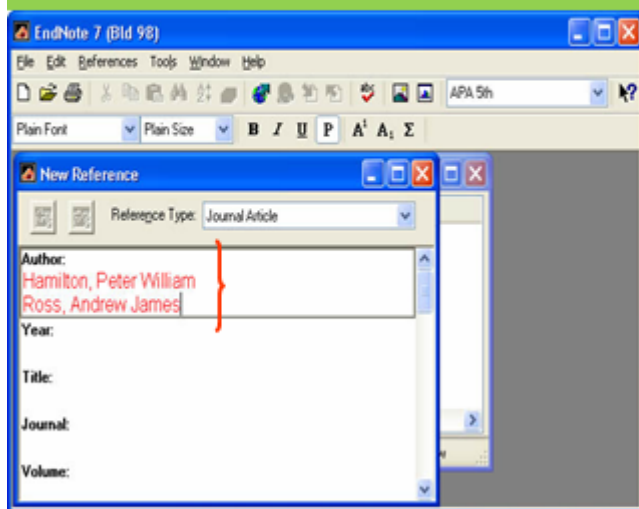 EndNote 7 (Bld 98)
File Edit References Tools Window Help
APA 5th
Plain Font Plain Size B I U P A¹ A₁ Σ
New Reference
Reference Type: Journal Article
Author:
Hamilton, Peter William
Ross, Andrew James
Year:
Title:
Journal:
Volume: